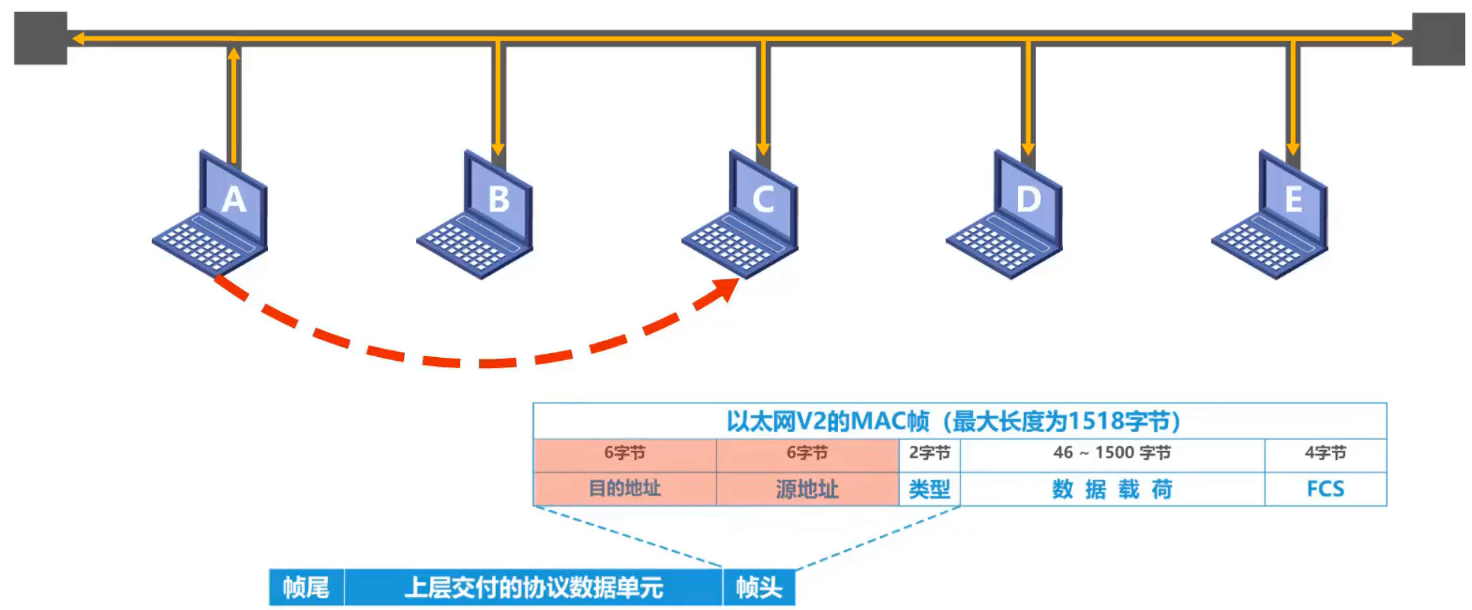 A B C D E
以太网V2的MAC帧（最大长度为1518字节）
6字节 6字节 2字节 46 ~ 1500 字节 4字节
目的地址 源地址 类型 数 据 载 荷 FCS
帧尾 上层交付的协议数据单元 帧头